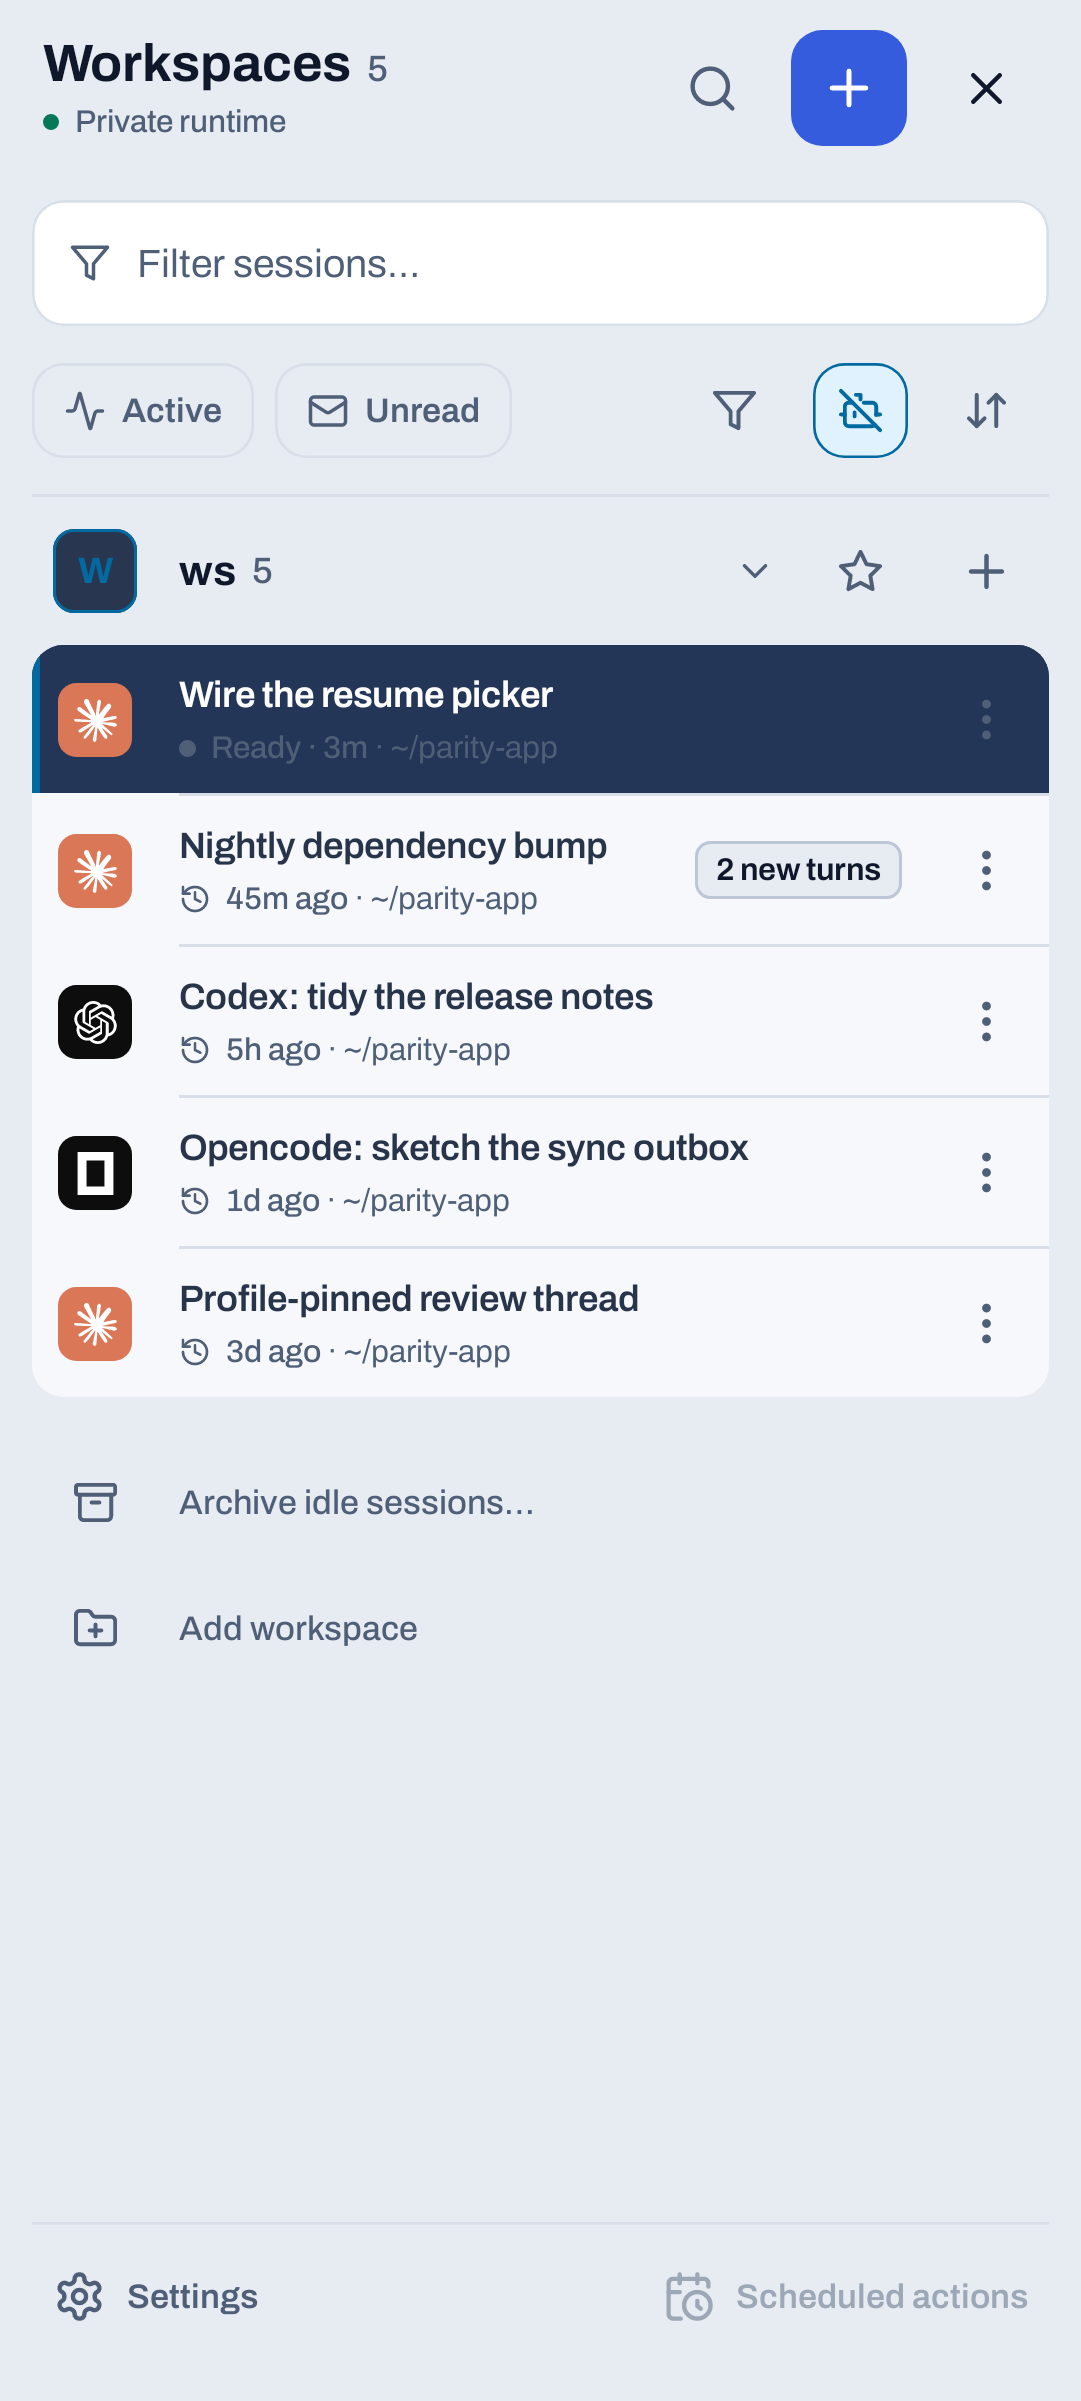 Workspaces 5
Private runtime
Filter sessions...
Active
Unread
W
ws 5
Wire the resume picker
Ready · 3m · ~/parity-app
Nightly dependency bump
2 new turns
45m ago · ~/parity-app
Codex: tidy the release notes
5h ago · ~/parity-app
Opencode: sketch the sync outbox
1d ago · ~/parity-app
Profile-pinned review thread
3d ago · ~/parity-app
Archive idle sessions...
Add workspace
Settings
Scheduled actions